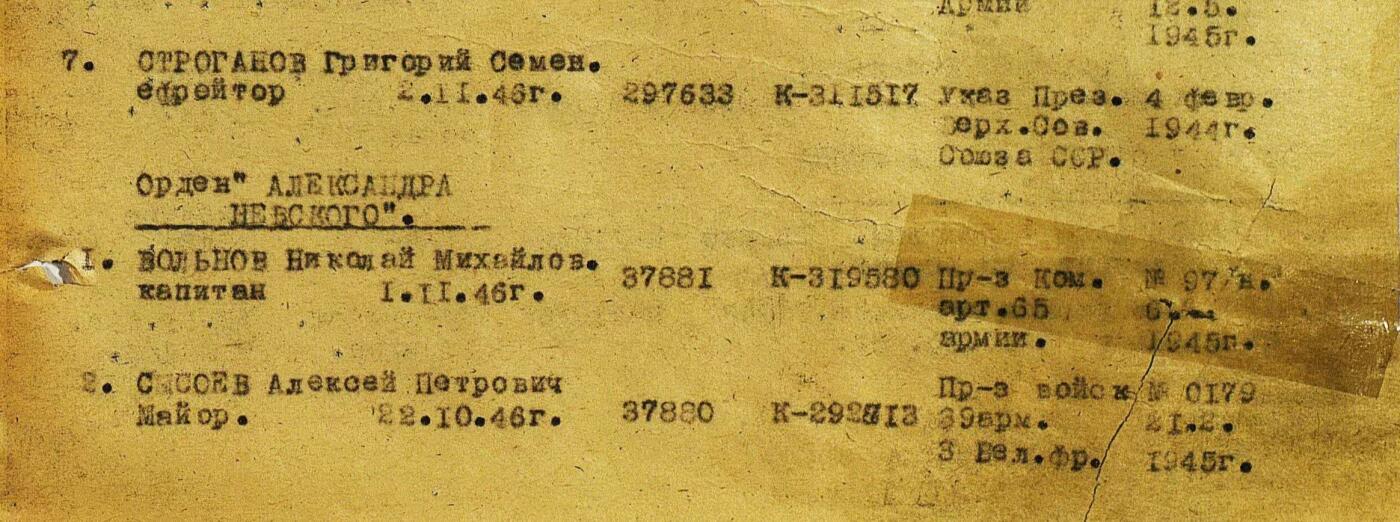 Армии 12.5.
1945г.
7. СТРОГАНОВ Григорий Семен.
ефрейтор 2.II.46г. 297633 К-311517 Указ През. 4 февр.
Верх.Сов. 1944г.
Союза ССР.
Орден" АЛЕКСАНДРА
НЕВСКОГО".
I. ВОЛЬНОВ Николай Михайлов.
капитан I.II.46г. 37881 К-319580 Пр-з Ком. № 97/н.
арт.65
армии. 1945г.
2. СЫСОЕВ Алексей Петрович
Майор. 22.10.46г. 37880 Пр-з войск № 0179
39арм. 21.2.
3 Бел.фр. 1945г.